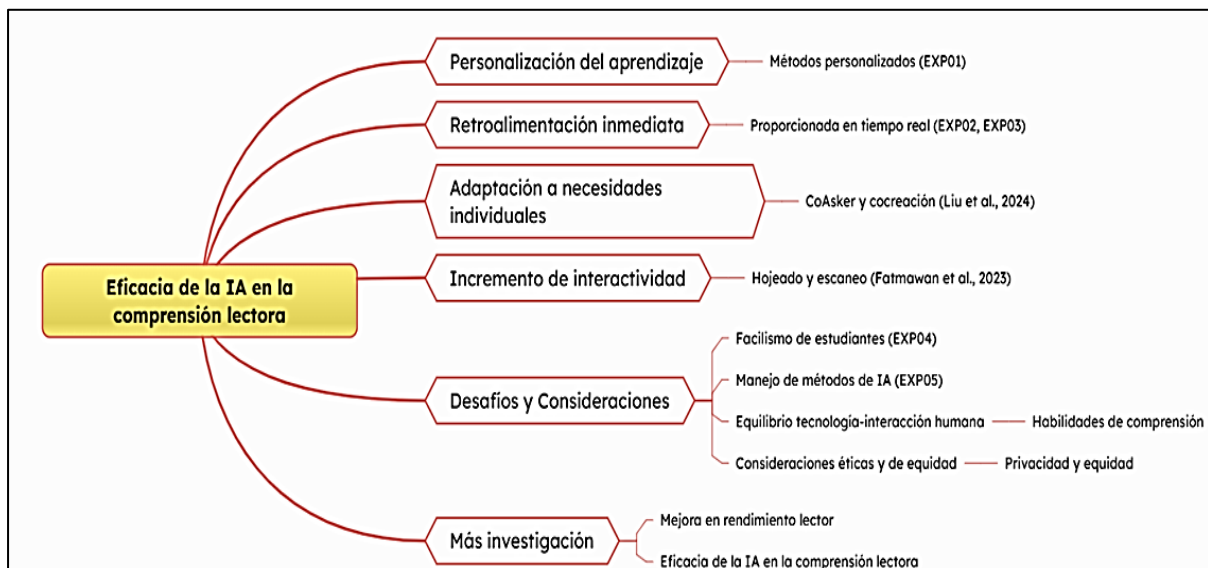 Personalización del aprendizaje
Métodos personalizados (EXP01)
Retroalimentación inmediata
Proporcionada en tiempo real (EXP02, EXP03)
Adaptación a necesidades
individuales
CoAsker y cocreación (Liu et al., 2024)
Eficacia de la IA en la
comprensión lectora
Incremento de interactividad
Hojeado y escaneo (Fatmawan et al., 2023)
Desafíos y Consideraciones
Facilismo de estudiantes (EXP04)
Manejo de métodos de IA (EXP05)
Equilibrio tecnología-interacción humana
Habilidades de comprensión
Consideraciones éticas y de equidad
Privacidad y equidad
Más investigación
Mejora en rendimiento lector
Eficacia de la IA en la comprensión lectora